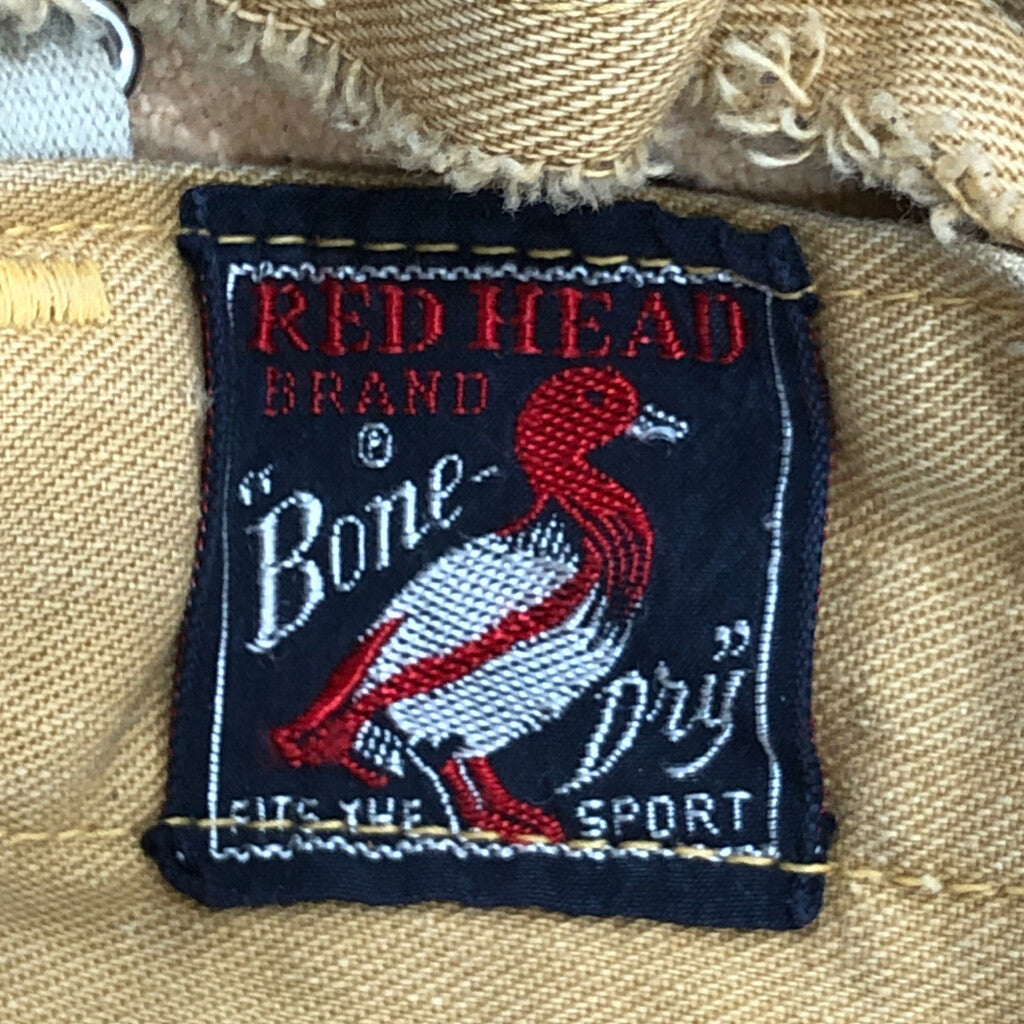 RED HEAD
BRAND
®
"Bone-
Dry"
FITS THE SPORT